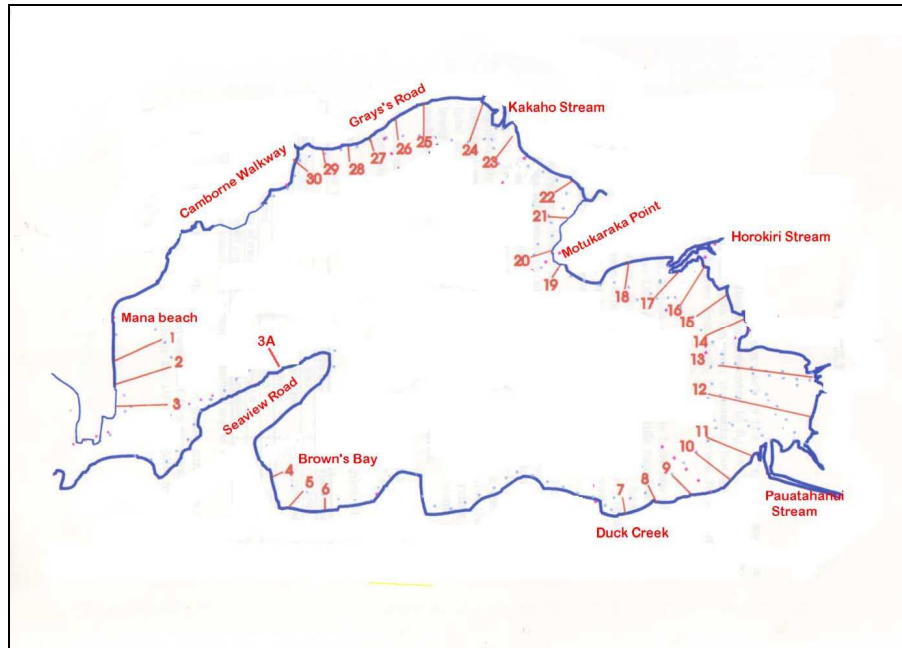 Grays's Road
Kakaho Stream
Camborne Walkway
25
26
24
27
23
28
29
30
22
21
Motukaraka Point
20
19
Horokiri Stream
18
17
16
15
Mana beach
1
14
3A
2
13
3
12
Seaview Road
11
Brown's Bay
10
4
9
5
6
7
8
Pauatahanui
Stream
Duck Creek